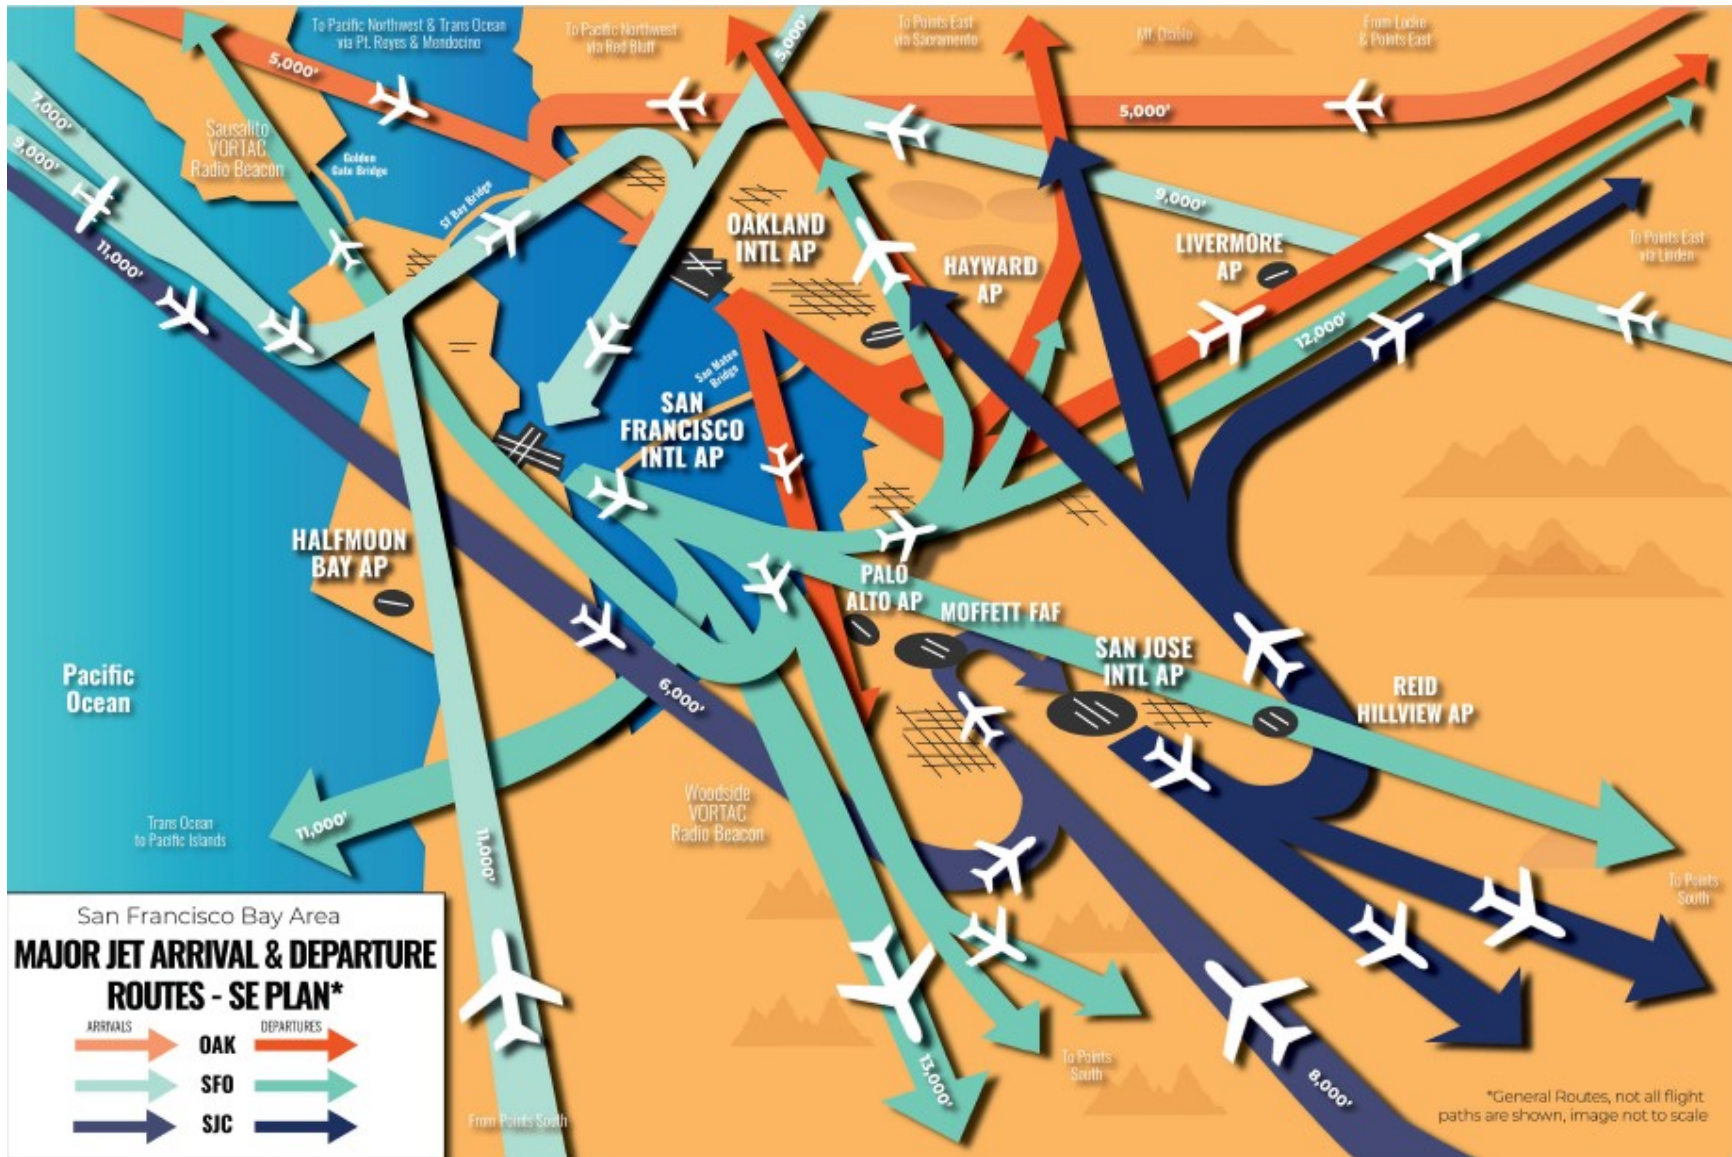 To Pacific Northwest & Trans Ocean
via Pt. Reyes & Mendocino
To Pacific Northwest
via Red Bluff
5,000'
To Points East
via Sacramento
Mt. Diablo
From Locke
& Points East
5,000'
7,000'
9,000'
5,000'
Sausalito
VORTAC
Radio Beacon
Golden
Gate Bridge
SF Bay Bridge
9,000'
OAKLAND
INTL AP
HAYWARD
AP
LIVERMORE
AP
To Points East
via Linden
11,000'
12,000'
San Mateo
Bridge
SAN
FRANCISCO
INTL AP
HALFMOON
BAY AP
PALO
ALTO AP
MOFFETT FAF
SAN JOSE
INTL AP
REID
HILLVIEW AP
Pacific
Ocean
6,000'
Woodside
VORTAC
Radio Beacon
Trans Ocean
to Pacific Islands
11,000'
11,000'
To Points
South
To Points
South
13,000'
8,000'
From Points South
San Francisco Bay Area
MAJOR JET ARRIVAL & DEPARTURE
ROUTES - SE PLAN*
ARRIVALS DEPARTURES
OAK
SFO
SJC
*General Routes, not all flight
paths are shown, image not to scale